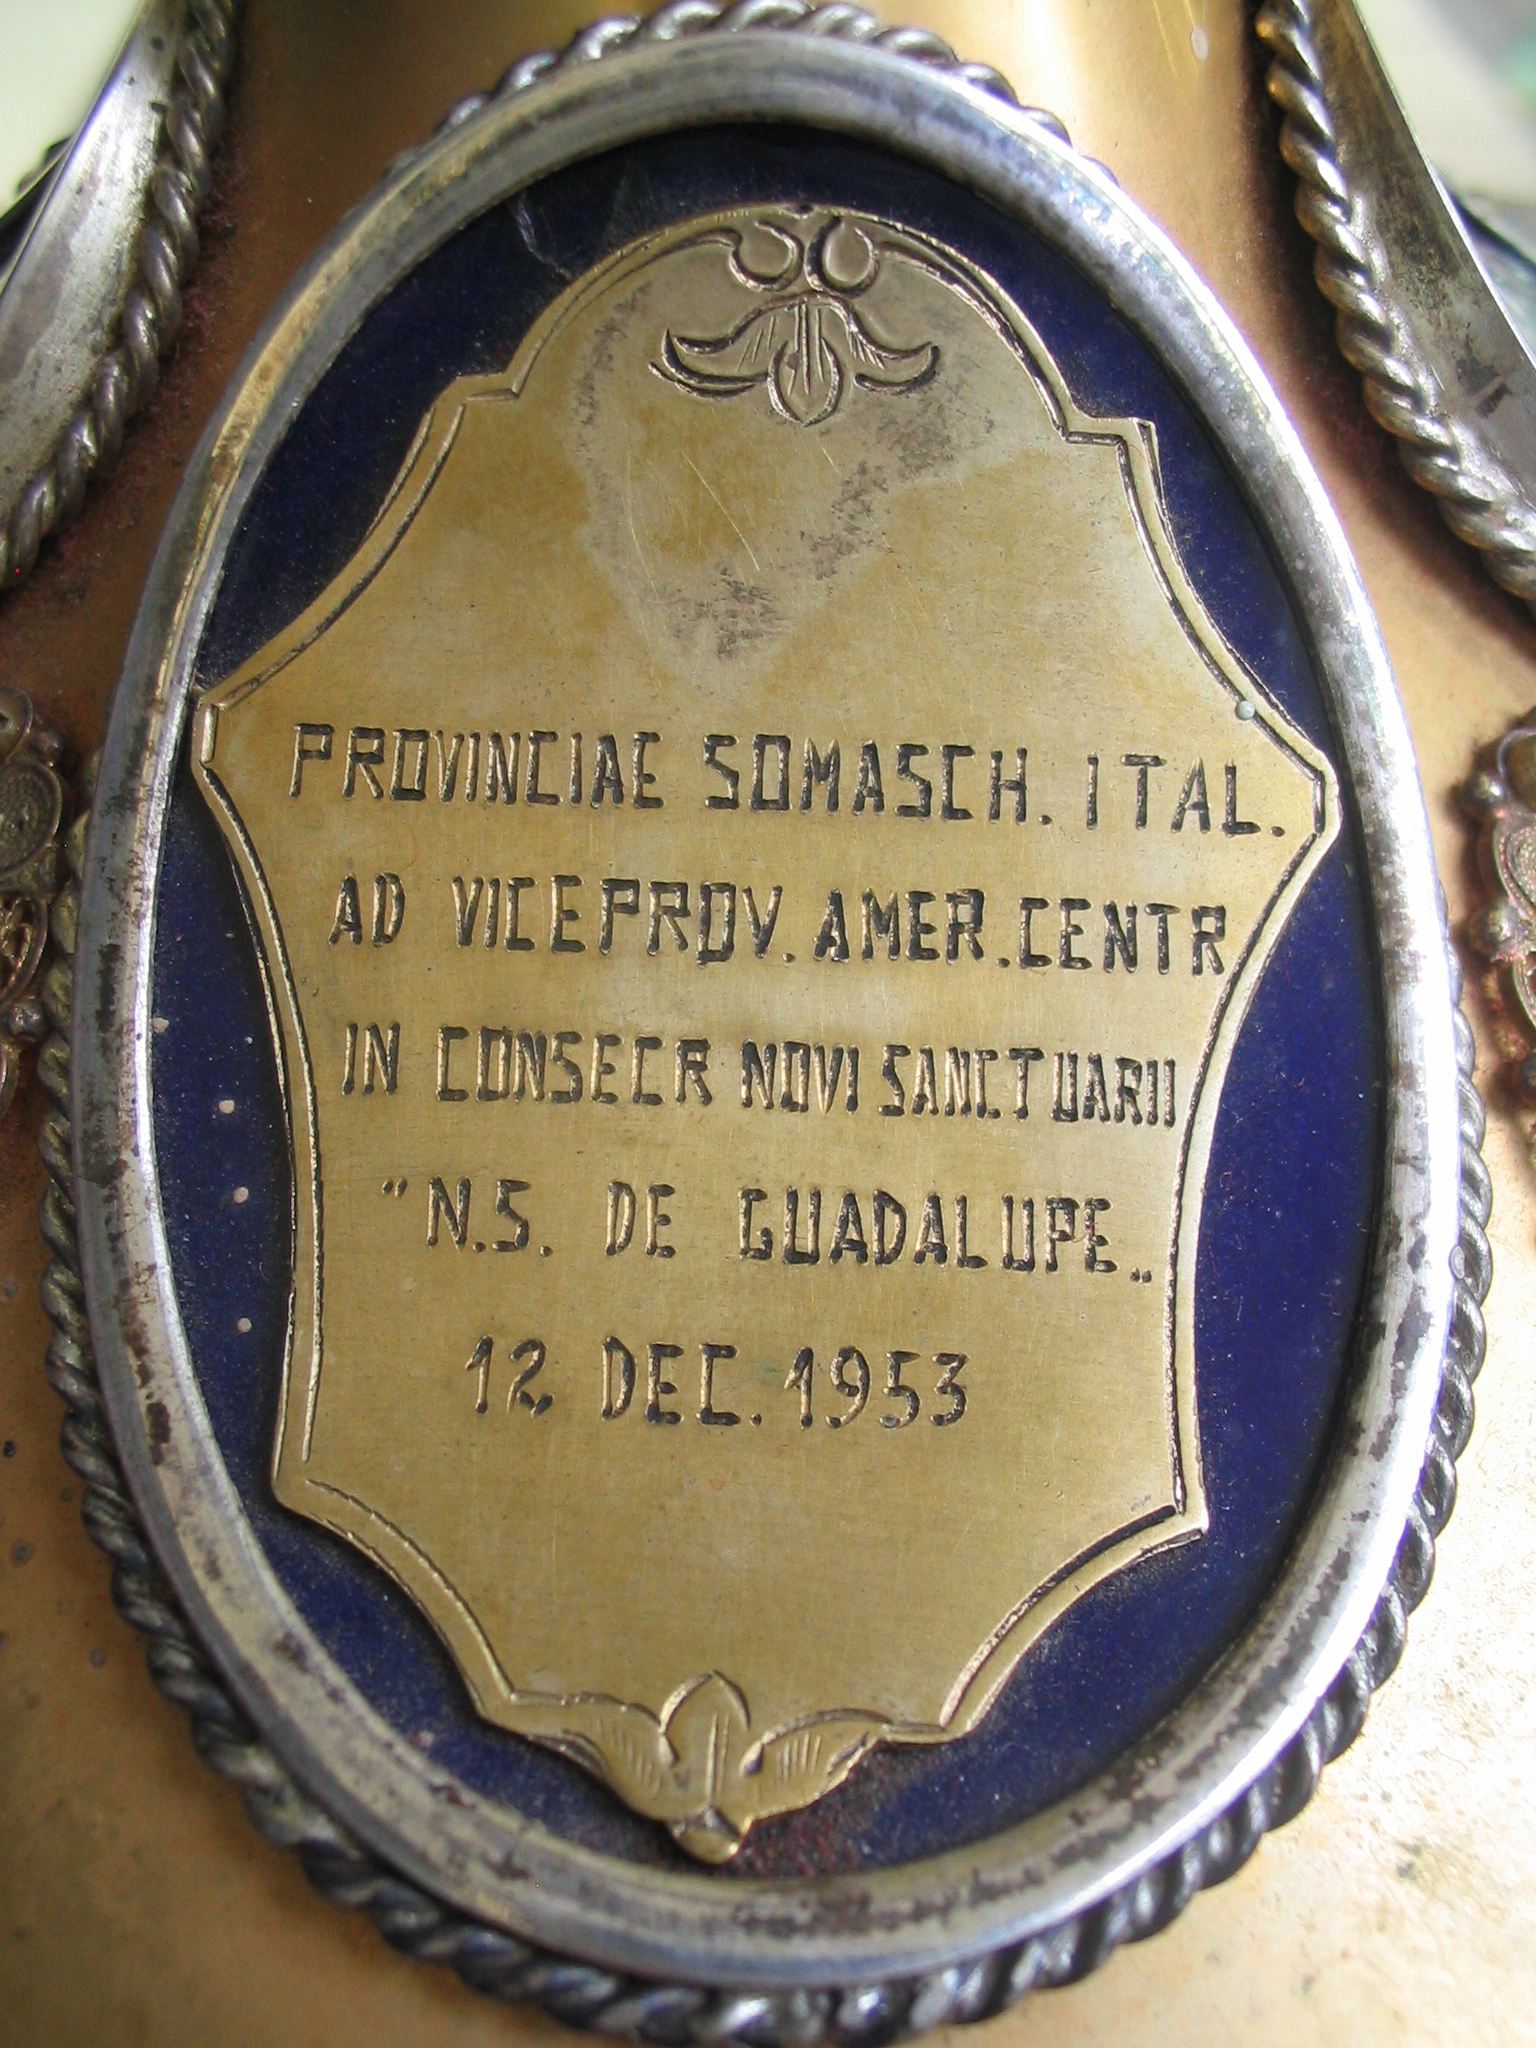 PROVINCIAE SOMASCH. ITAL.
AD VICEPROV. AMER. CENTR
IN CONSECR NOVI SANCTUARII
"N.S. DE GUADALUPE„
12 DEC. 1953